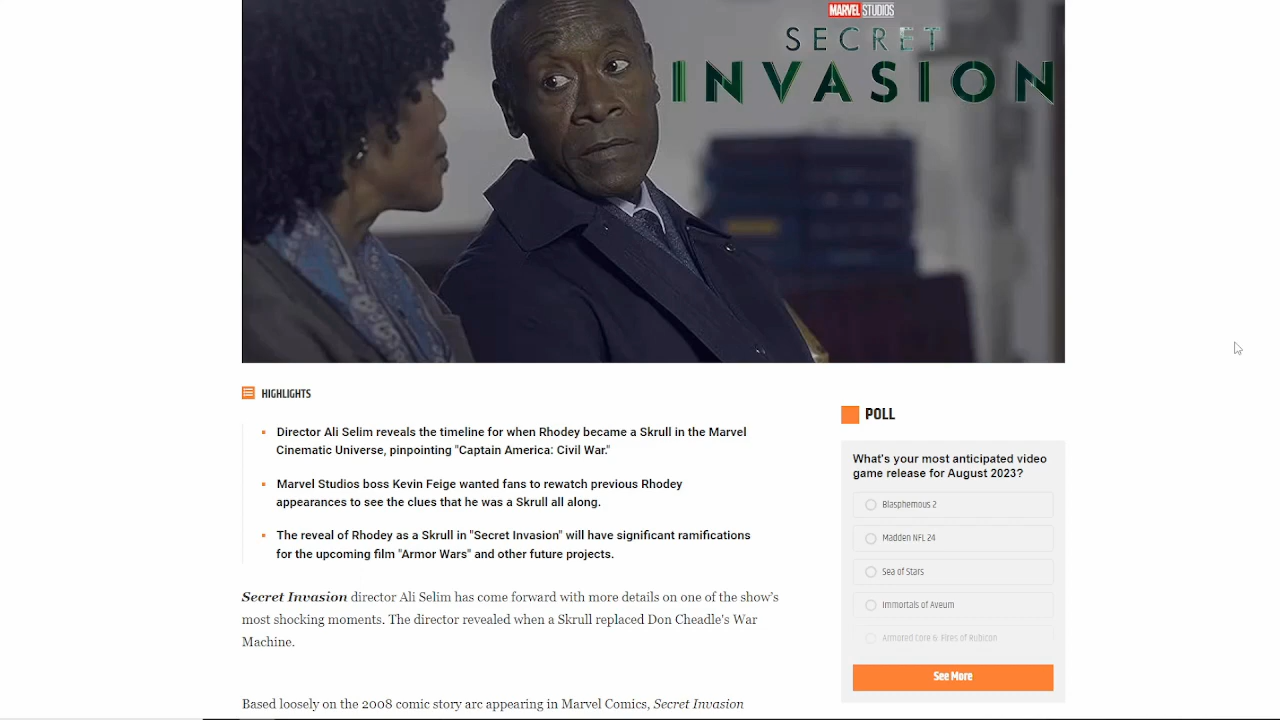 MARVEL STUDIOS
SECRET
INVASION
HIGHLIGHTS
Director Ali Selim reveals the timeline for when Rhodey became a Skrull in the Marvel
Cinematic Universe, pinpointing "Captain America: Civil War."
Marvel Studios boss Kevin Feige wanted fans to rewatch previous Rhodey
appearances to see the clues that he was a Skrull all along.
The reveal of Rhodey as a Skrull in "Secret Invasion" will have significant ramifications
for the upcoming film "Armor Wars" and other future projects.
Secret Invasion director Ali Selim has come forward with more details on one of the show's
most shocking moments. The director revealed when a Skrull replaced Don Cheadle's War
Machine.
Based loosely on the 2008 comic story arc appearing in Marvel Comics, Secret Invasion
POLL
What's your most anticipated video
game release for August 2023?
Blasphemous 2
Madden NFL 24
Sea of Stars
Immortals of Aveum
Armored Core 6: Fires of Rubicon
See More